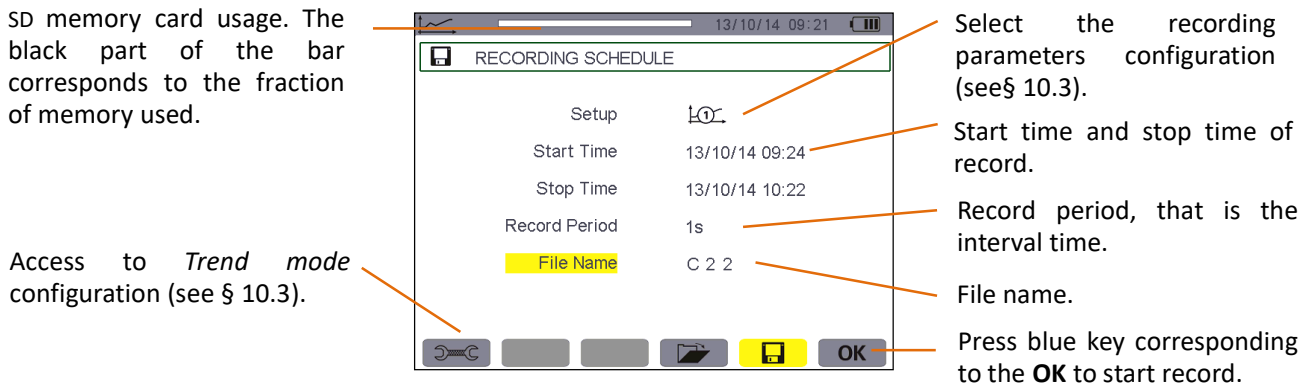 SD memory card usage. The
black part of the bar
corresponds to the fraction
of memory used.
Access to Trend mode
configuration (see § 10.3).
13/10/14 09:21
RECORDING SCHEDULE
Setup 1
Start Time 13/10/14 09:24
Stop Time 13/10/14 10:22
Record Period 1s
File Name C 2 2
OK
Select the recording
parameters configuration
(see§ 10.3).
Start time and stop time of
record.
Record period, that is the
interval time.
File name.
Press blue key corresponding
to the OK to start record.